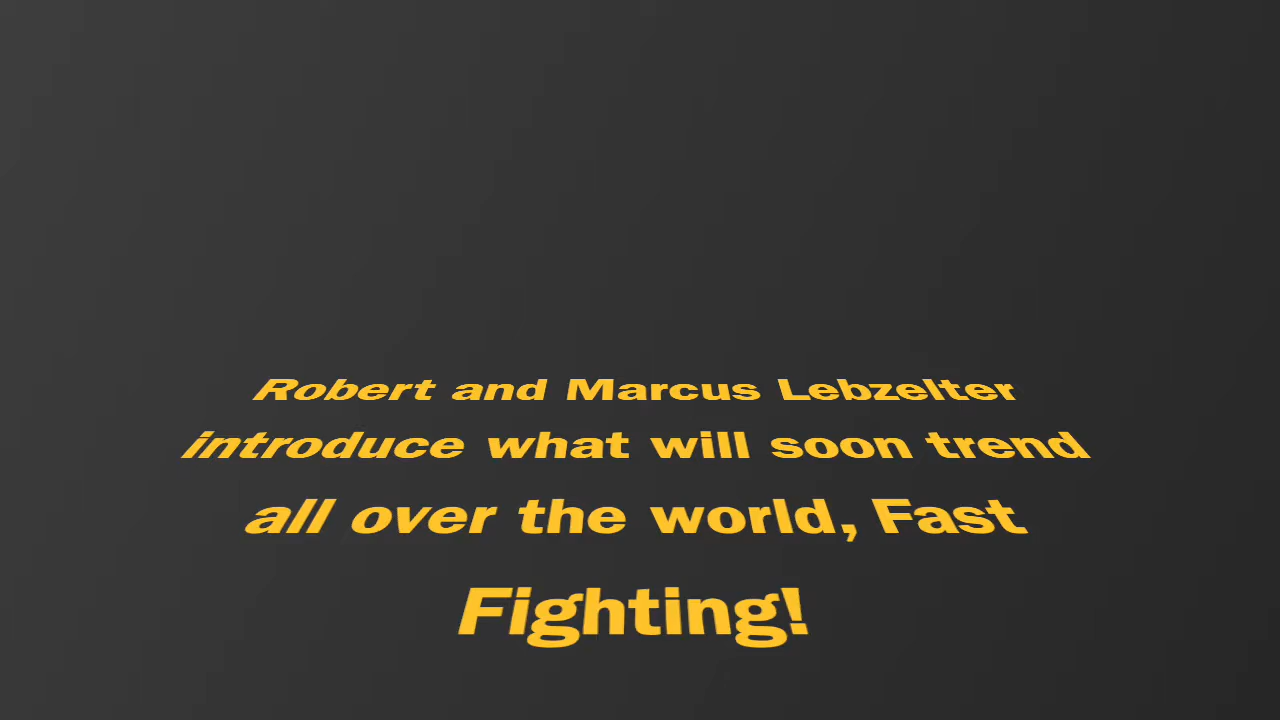 Robert and Marcus Lebzelter
introduce what will soon trend
all over the world, Fast
Fighting!